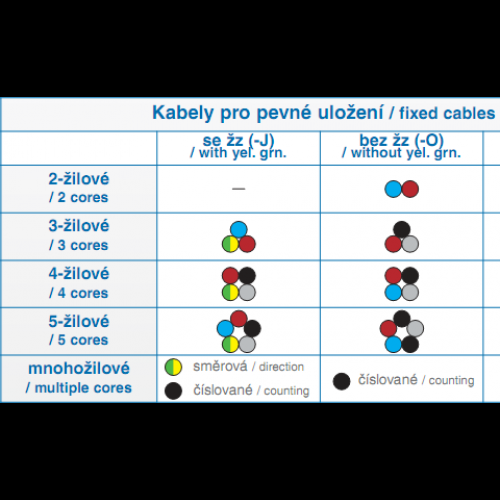 Kabely pro pevné uložení / fixed cables
se žz (-J)
/ with yel. grn.
bez žz (-O)
/ without yel. grn.
2-žilové
/ 2 cores
—
3-žilové
/ 3 cores
4-žilové
/ 4 cores
5-žilové
/ 5 cores
mnohožilové
/ multiple cores
směrová / direction
číslované / counting
číslované / counting